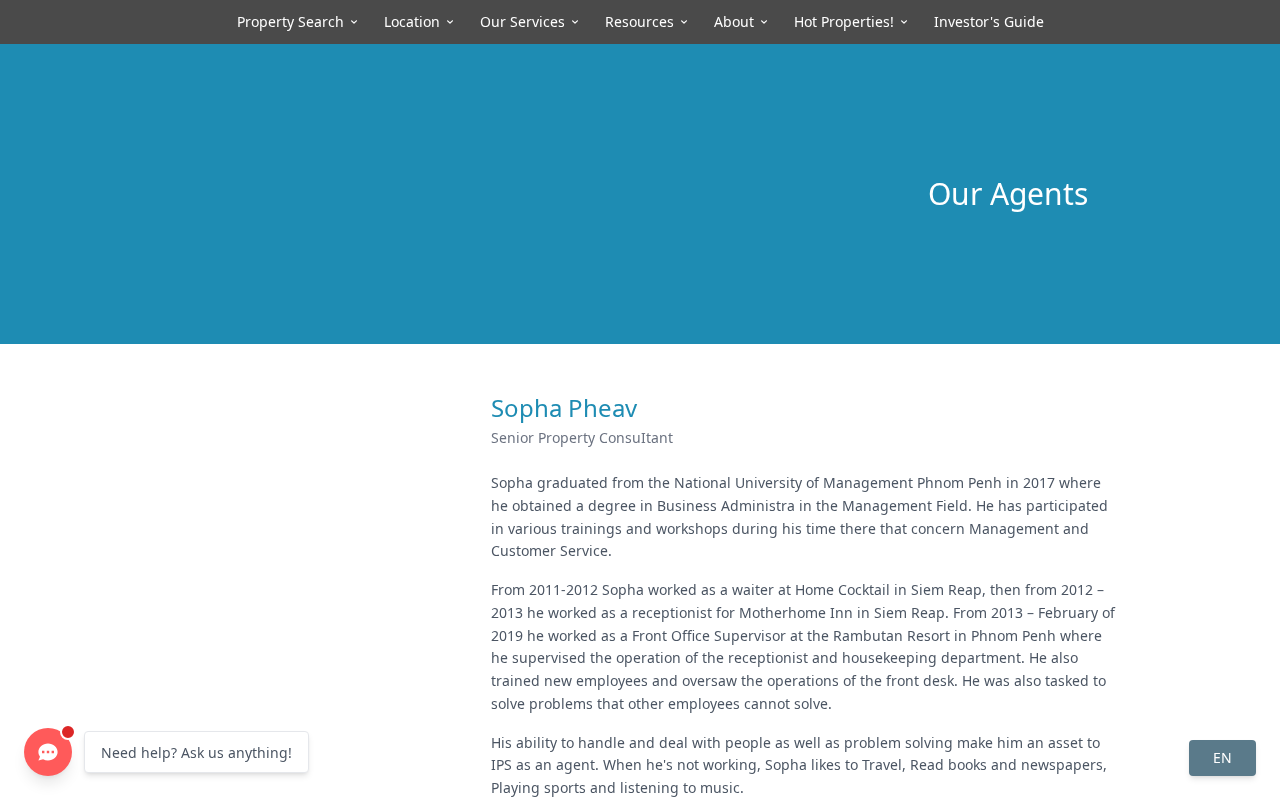 Property Search
Location
Our Services
Resources
About
Hot Properties!
Investor's Guide
Our Agents
Sopha Pheav
Senior Property ConsuItant
Sopha graduated from the National University of Management Phnom Penh in 2017 where
he obtained a degree in Business Administra in the Management Field. He has participated
in various trainings and workshops during his time there that concern Management and
Customer Service.
From 2011-2012 Sopha worked as a waiter at Home Cocktail in Siem Reap, then from 2012 –
2013 he worked as a receptionist for Motherhome Inn in Siem Reap. From 2013 – February of
2019 he worked as a Front Office Supervisor at the Rambutan Resort in Phnom Penh where
he supervised the operation of the receptionist and housekeeping department. He also
trained new employees and oversaw the operations of the front desk. He was also tasked to
solve problems that other employees cannot solve.
His ability to handle and deal with people as well as problem solving make him an asset to
IPS as an agent. When he's not working, Sopha likes to Travel, Read books and newspapers,
Playing sports and listening to music.
Need help? Ask us anything!
EN